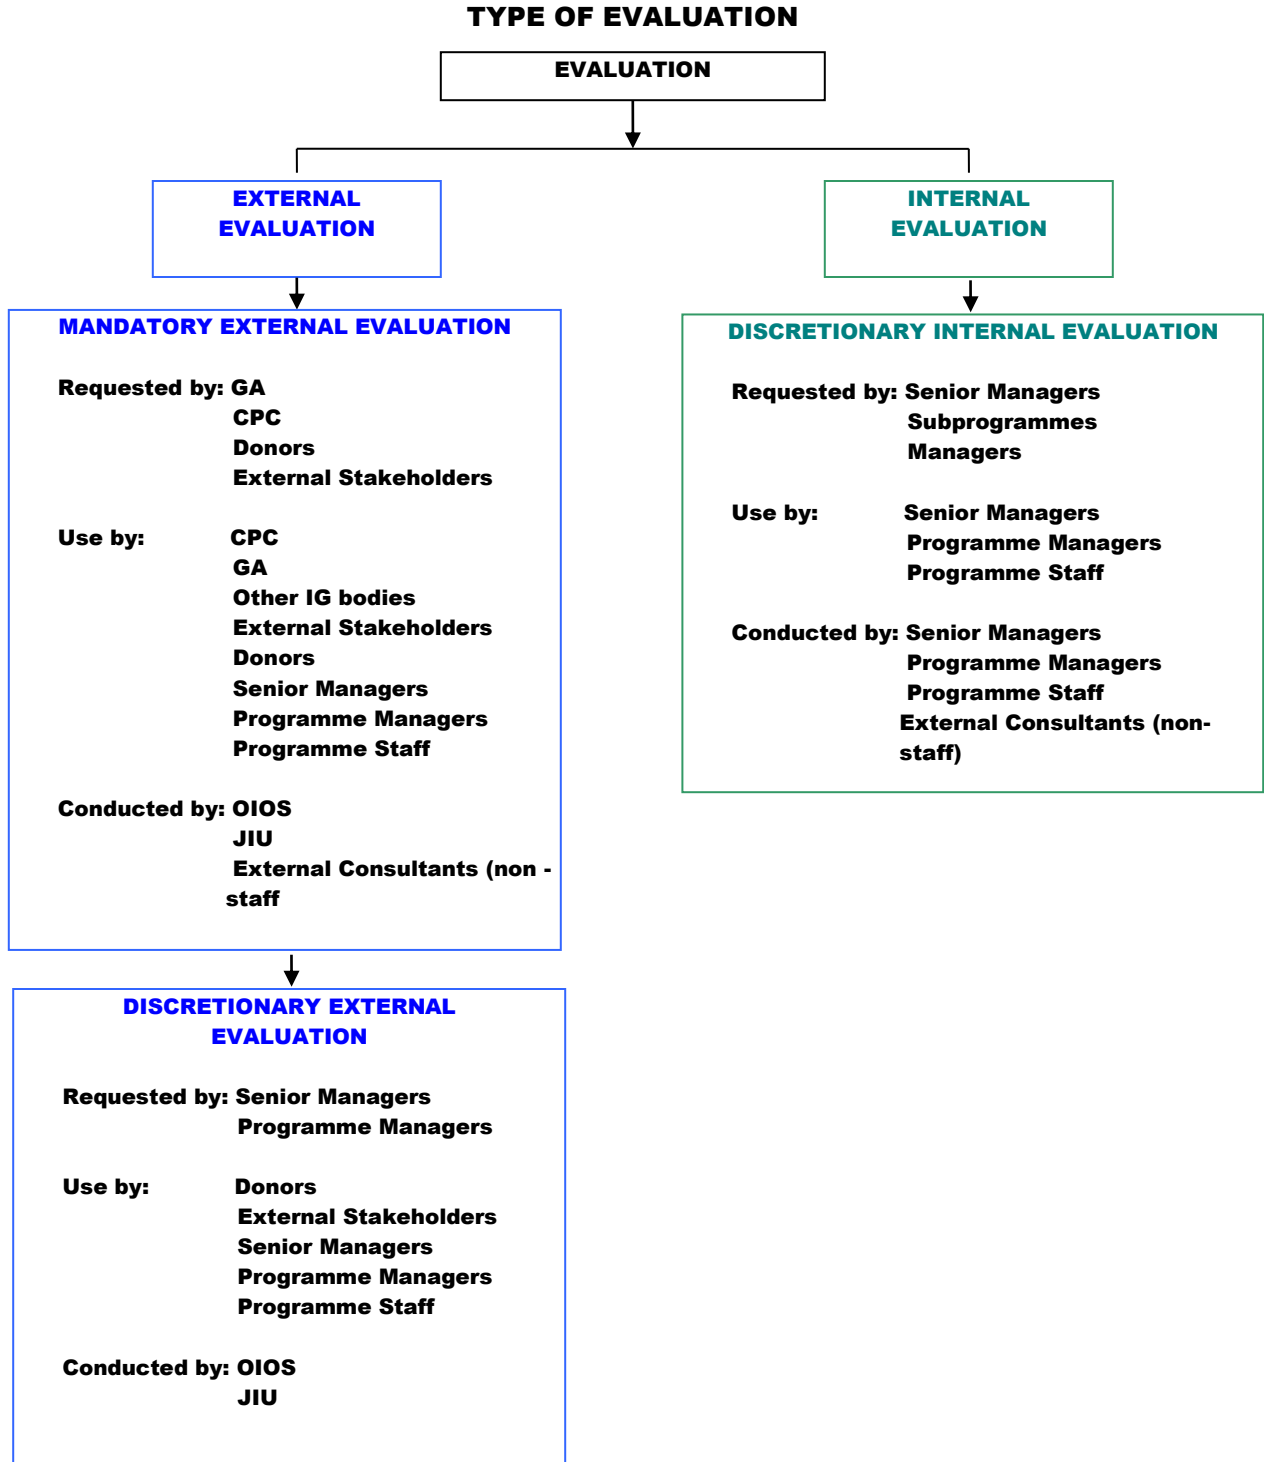 TYPE OF EVALUATION
EVALUATION
EXTERNAL
EVALUATION
INTERNAL
EVALUATION
MANDATORY EXTERNAL EVALUATION
Requested by: GA
CPC
Donors
External Stakeholders
Use by: CPC
GA
Other IG bodies
External Stakeholders
Donors
Senior Managers
Programme Managers
Programme Staff
Conducted by: OIOS
JIU
External Consultants (non -
staff
DISCRETIONARY INTERNAL EVALUATION
Requested by: Senior Managers
Subprogrammes
Managers
Use by: Senior Managers
Programme Managers
Programme Staff
Conducted by: Senior Managers
Programme Managers
Programme Staff
External Consultants (non-
staff)
DISCRETIONARY EXTERNAL
EVALUATION
Requested by: Senior Managers
Programme Managers
Use by: Donors
External Stakeholders
Senior Managers
Programme Managers
Programme Staff
Conducted by: OIOS
JIU